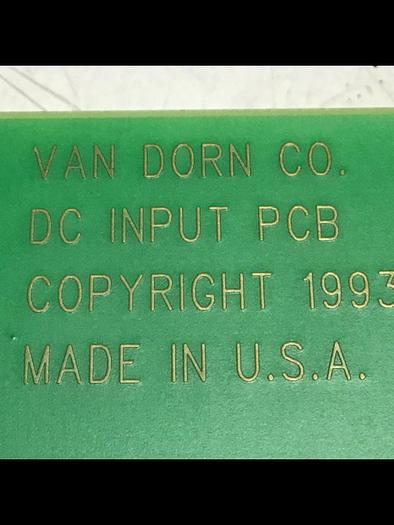 VAN DORN CO.
DC INPUT PCB
COPYRIGHT 1993
MADE IN U.S.A.